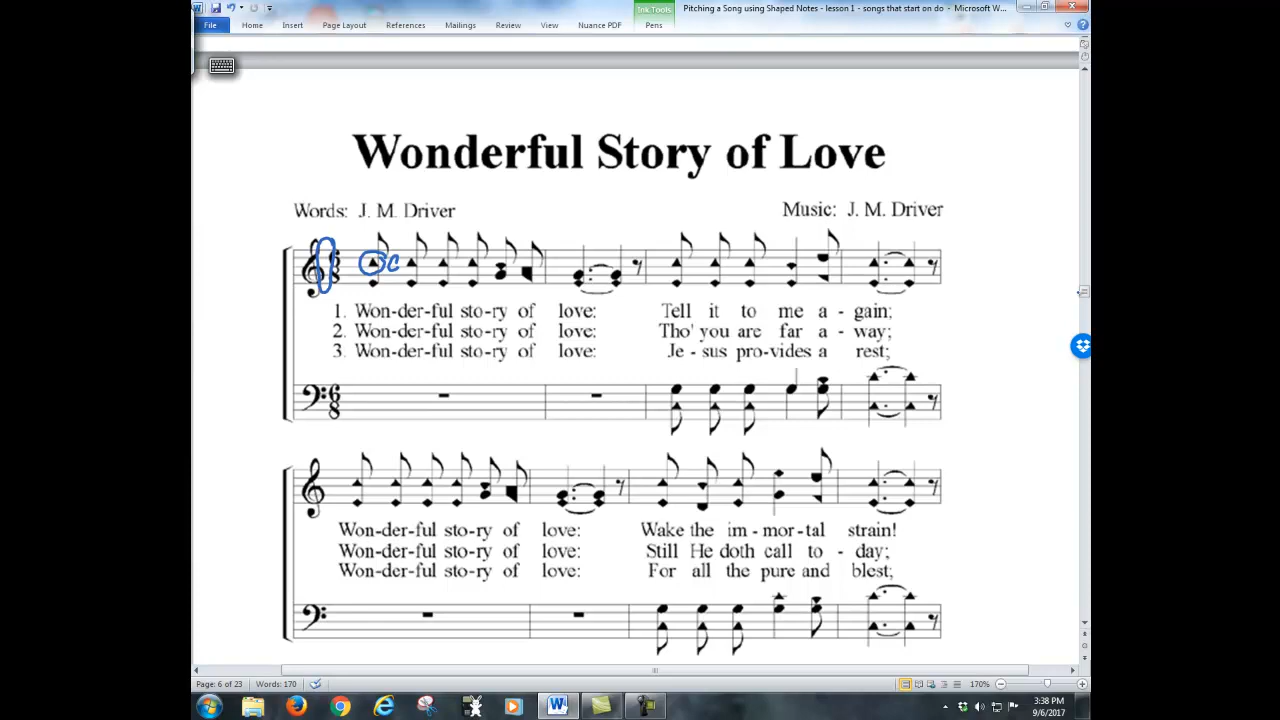 Ink Tools
Pitching a Song using Shaped Notes - lesson 1 - songs that start on do - Microsoft W...
File Home Insert Page Layout References Mailings Review View Nuance PDF Pens
Wonderful Story of Love
Words: J. M. Driver Music: J. M. Driver
C
1. Won-der-ful sto-ry of love: Tell it to me a - gain;
2. Won-der-ful sto-ry of love: Tho' you are far a - way;
3. Won-der-ful sto-ry of love: Je - sus pro-vides a rest;
6
8
Won-der-ful sto-ry of love: Wake the im - mor - tal strain!
Won-der-ful sto-ry of love: Still He doth call to - day;
Won-der-ful sto-ry of love: For all the pure and blest;
Page: 6 of 23 Words: 170 170%
3:38 PM
9/6/2017